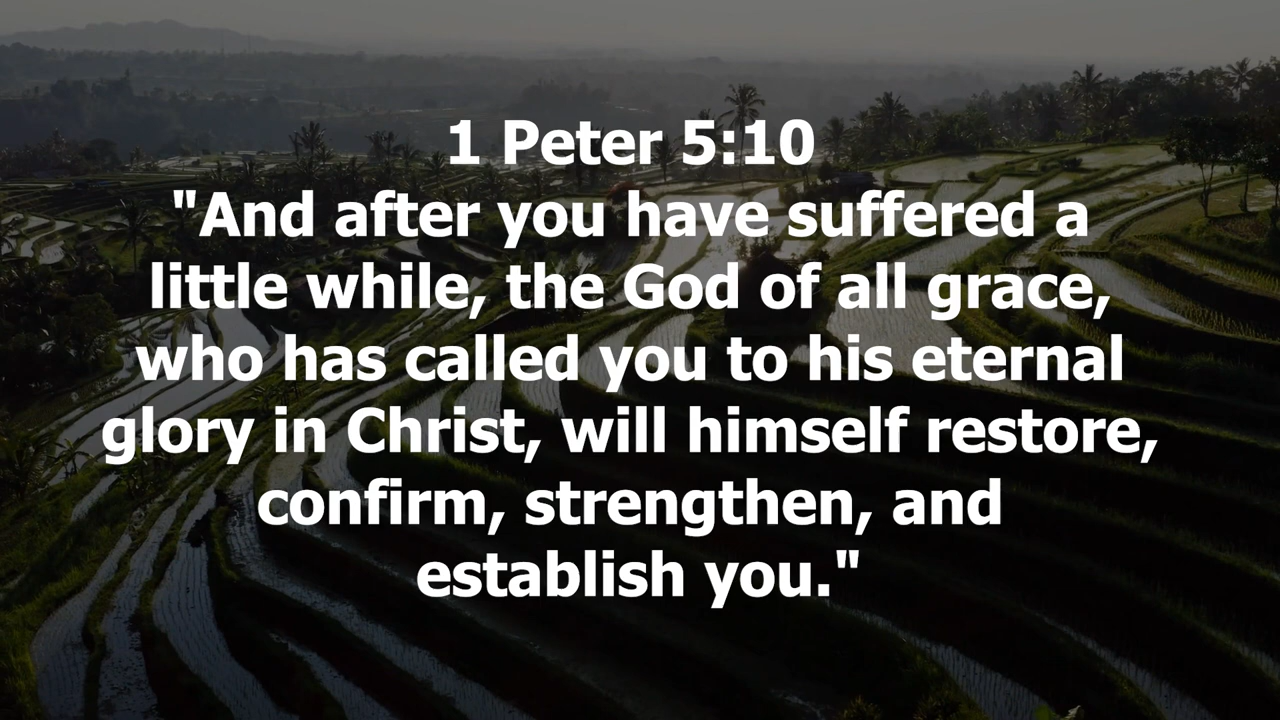 1 Peter 5:10
"And after you have suffered a
little while, the God of all grace,
who has called you to his eternal
glory in Christ, will himself restore,
confirm, strengthen, and
establish you."